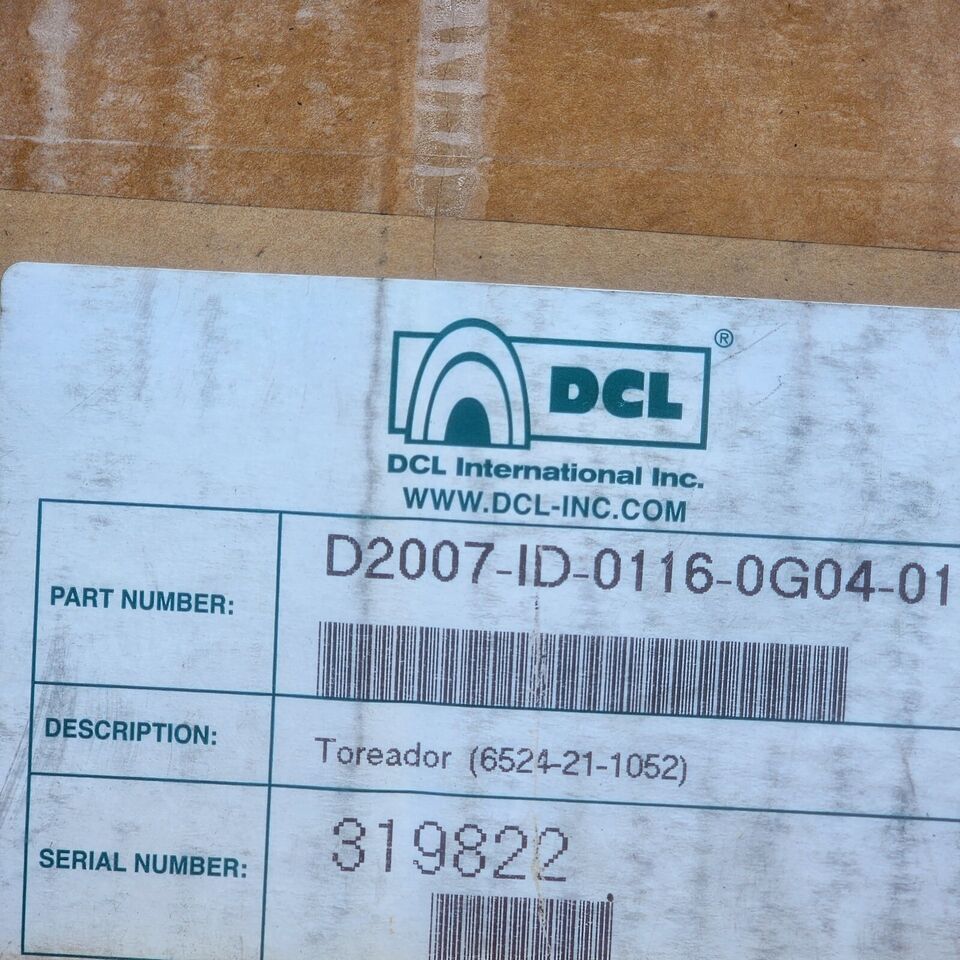 DCL ®
DCL International Inc.
WWW.DCL-INC.COM
PART NUMBER: D2007-ID-0116-0G04-01
DESCRIPTION: Toreador (6524-21-1052)
SERIAL NUMBER: 319822